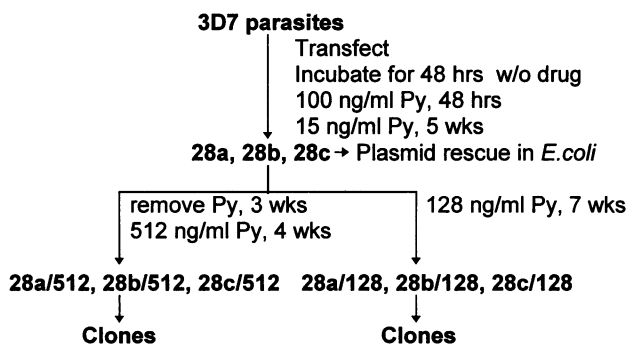 3D7 parasites
Transfect
Incubate for 48 hrs w/o drug
100 ng/ml Py, 48 hrs
15 ng/ml Py, 5 wks
28a, 28b, 28c → Plasmid rescue in E.coli
remove Py, 3 wks
512 ng/ml Py, 4 wks
128 ng/ml Py, 7 wks
28a/512, 28b/512, 28c/512
28a/128, 28b/128, 28c/128
Clones
Clones